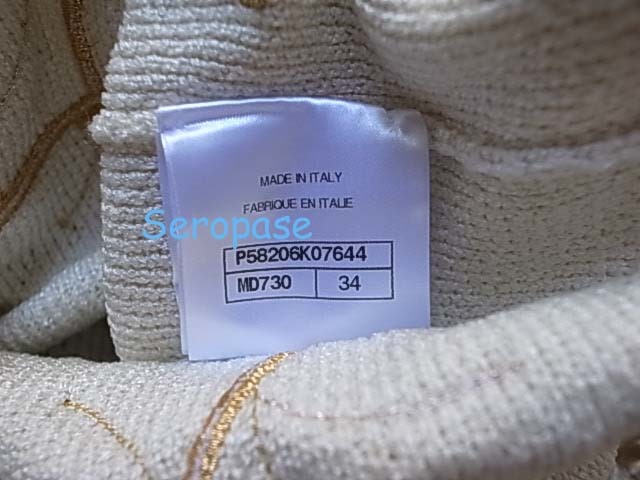 MADE IN ITALY
FABRIQUE EN ITALIE
Seropase
P58206K07644
MD730 34